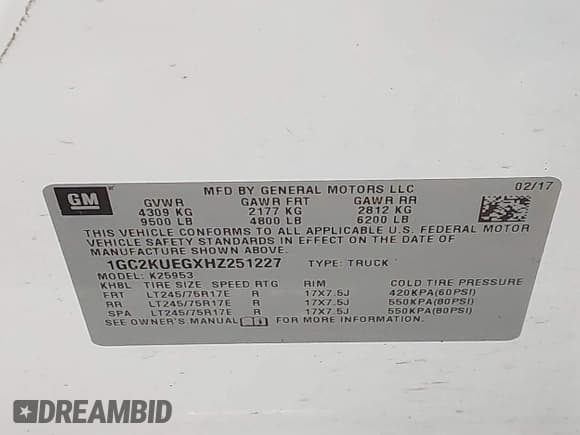 GM
MFD BY GENERAL MOTORS LLC
02/17
GVWR GAWR FRT GAWR RR
4309 KG 2177 KG 2812 KG
9500 LB 4800 LB 6200 LB
THIS VEHICLE CONFORMS TO ALL APPLICABLE U.S. FEDERAL MOTOR
VEHICLE SAFETY STANDARDS IN EFFECT ON THE DATE OF
MANUFACTURE SHOWN ABOVE.
1GC2KUEGXHZ251227 TYPE: TRUCK
MODEL: K25953
KHBL TIRE SIZE SPEED RTG RIM COLD TIRE PRESSURE
FRT LT245/75R17E R 17X7.5J 420KPA(60PSI)
RR LT245/75R17E R 17X7.5J 550KPA(80PSI)
SPA LT245/75R17E R 17X7.5J 550KPA(80PSI)
SEE OWNER'S MANUAL FOR MORE INFORMATION.
DREAMBID